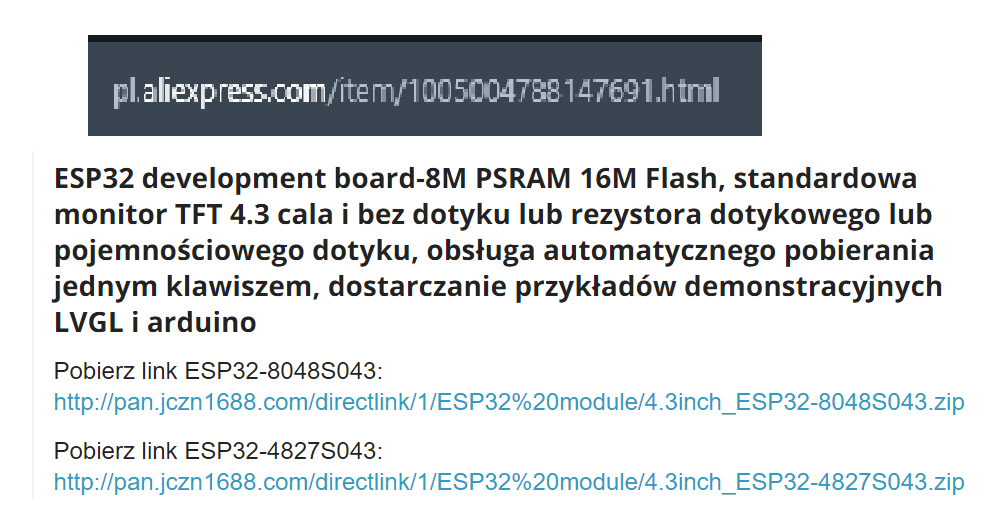 pl.aliexpress.com/item/1005004788147691.html
ESP32 development board-8M PSRAM 16M Flash, standardowa
monitor TFT 4.3 cala i bez dotyku lub rezystora dotykowego lub
pojemnościowego dotyku, obsługa automatycznego pobierania
jednym klawiszem, dostarczanie przykładów demonstracyjnych
LVGL i arduino
Pobierz link ESP32-8048S043:
http://pan.jczn1688.com/directlink/1/ESP32%20module/4.3inch_ESP32-8048S043.zip
Pobierz link ESP32-4827S043:
http://pan.jczn1688.com/directlink/1/ESP32%20module/4.3inch_ESP32-4827S043.zip